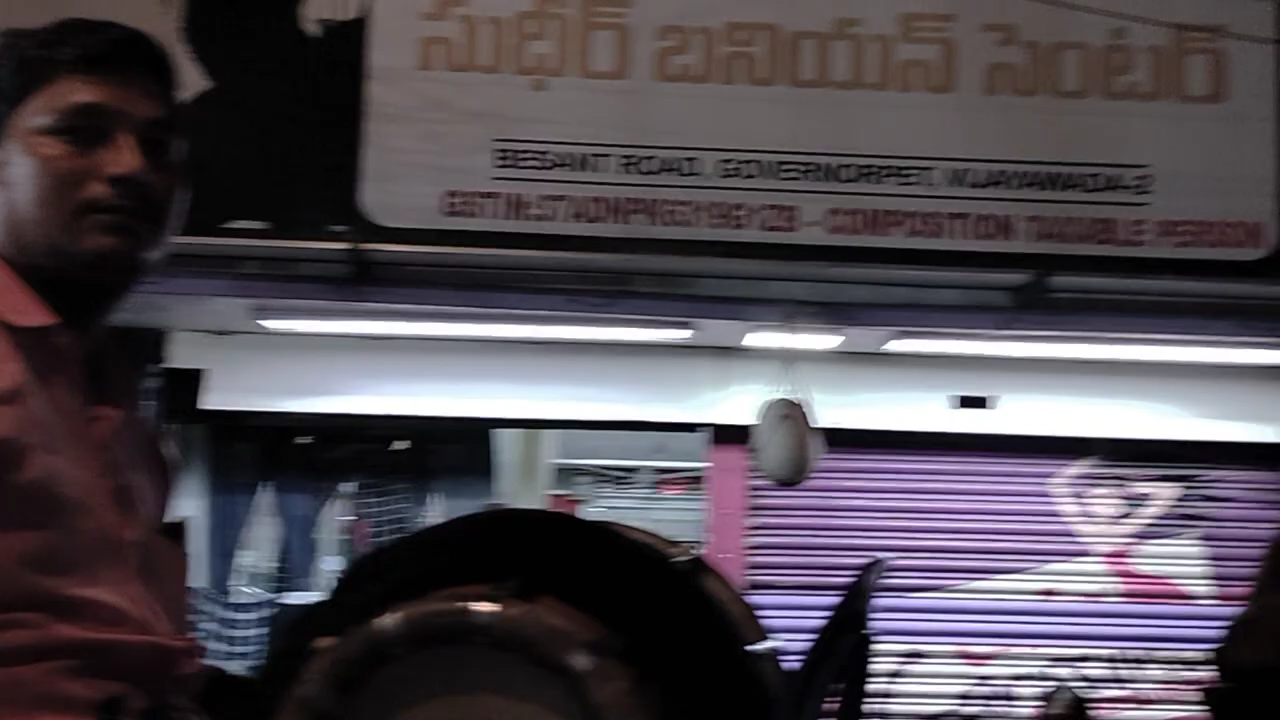 సుధీర్ బనియన్ సెంటర్
BESANT ROAD, GOVERNORPET, VIJAYAWADA-2
- COMPOSITION TAXABLE PERSON